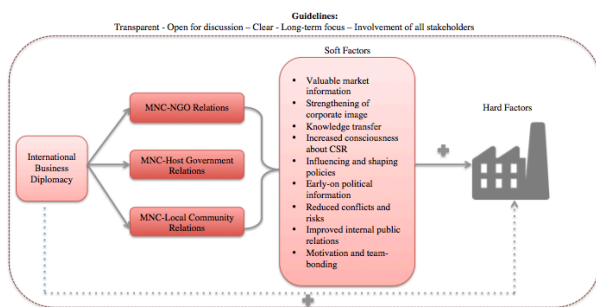 Guidelines:
Transparent - Open for discussion – Clear - Long-term focus – Involvement of all stakeholders
Soft Factors
International
Business
Diplomacy
MNC-NGO Relations
MNC-Host Government
Relations
MNC-Local Community
Relations
• Valuable market
information
• Strengthening of
corporate image
• Knowledge transfer
• Increased consciousness
about CSR
• Influencing and shaping
policies
• Early-on political
information
• Reduced conflicts and
risks
• Improved internal public
relations
• Motivation and team-
bonding
Hard Factors